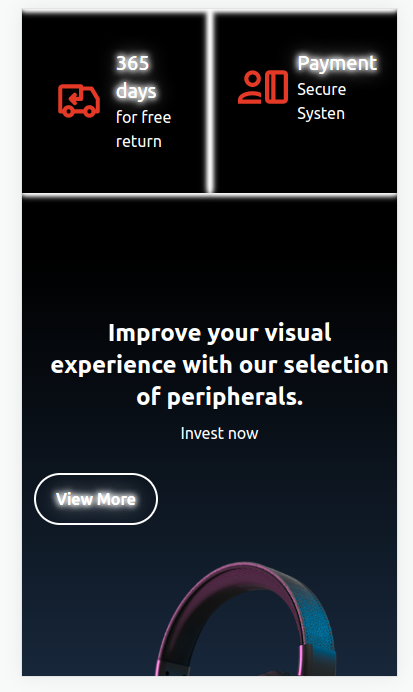 365
days
for free
return
Payment
Secure
Systen
Improve your visual
experience with our selection
of peripherals.
Invest now
View More